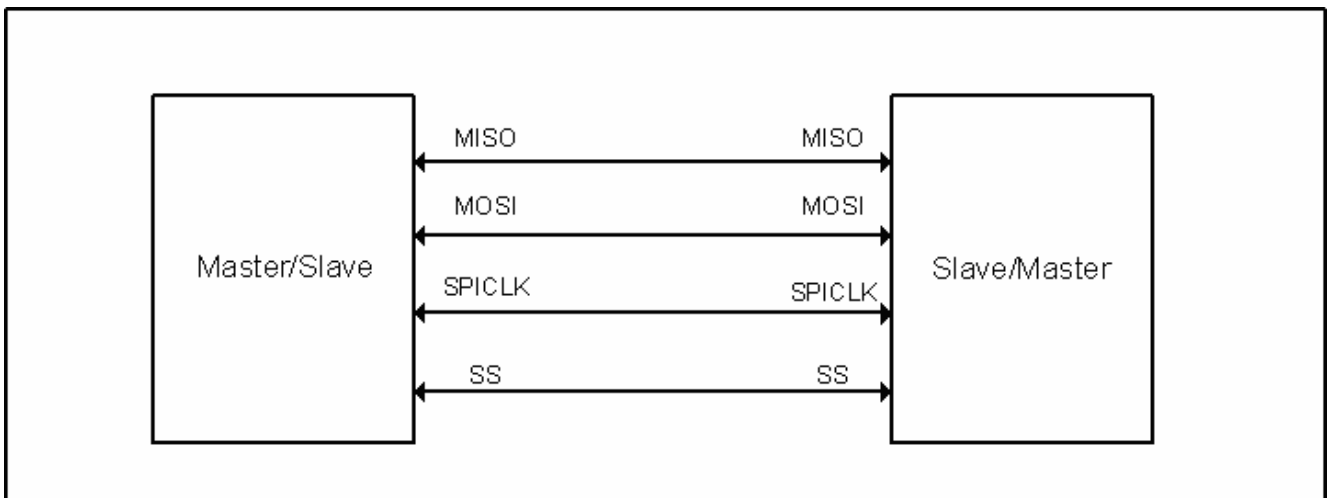 MISO MISO
MOSI MOSI
Master/Slave Slave/Master
SPICLK SPICLK
SS SS